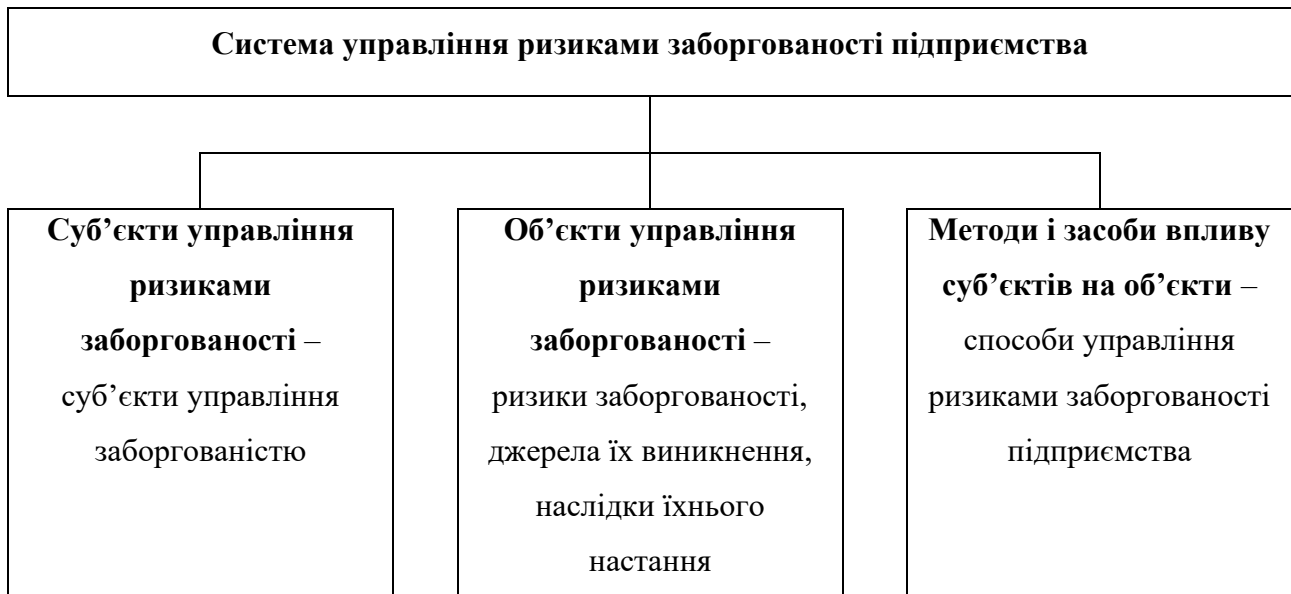 Система управління ризиками заборгованості підприємства
Суб’єкти управління
ризиками
заборгованості –
суб’єкти управління
заборгованістю
Об’єкти управління
ризиками
заборгованості –
ризики заборгованості,
джерела їх виникнення,
наслідки їхнього
настання
Методи і засоби впливу
суб’єктів на об’єкти –
способи управління
ризиками заборгованості
підприємства